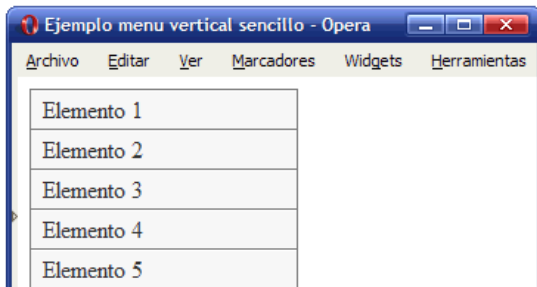 Ejemplo menu vertical sencillo - Opera
Archivo Editar Ver Marcadores Widgets Herramientas
Elemento 1
Elemento 2
Elemento 3
Elemento 4
Elemento 5